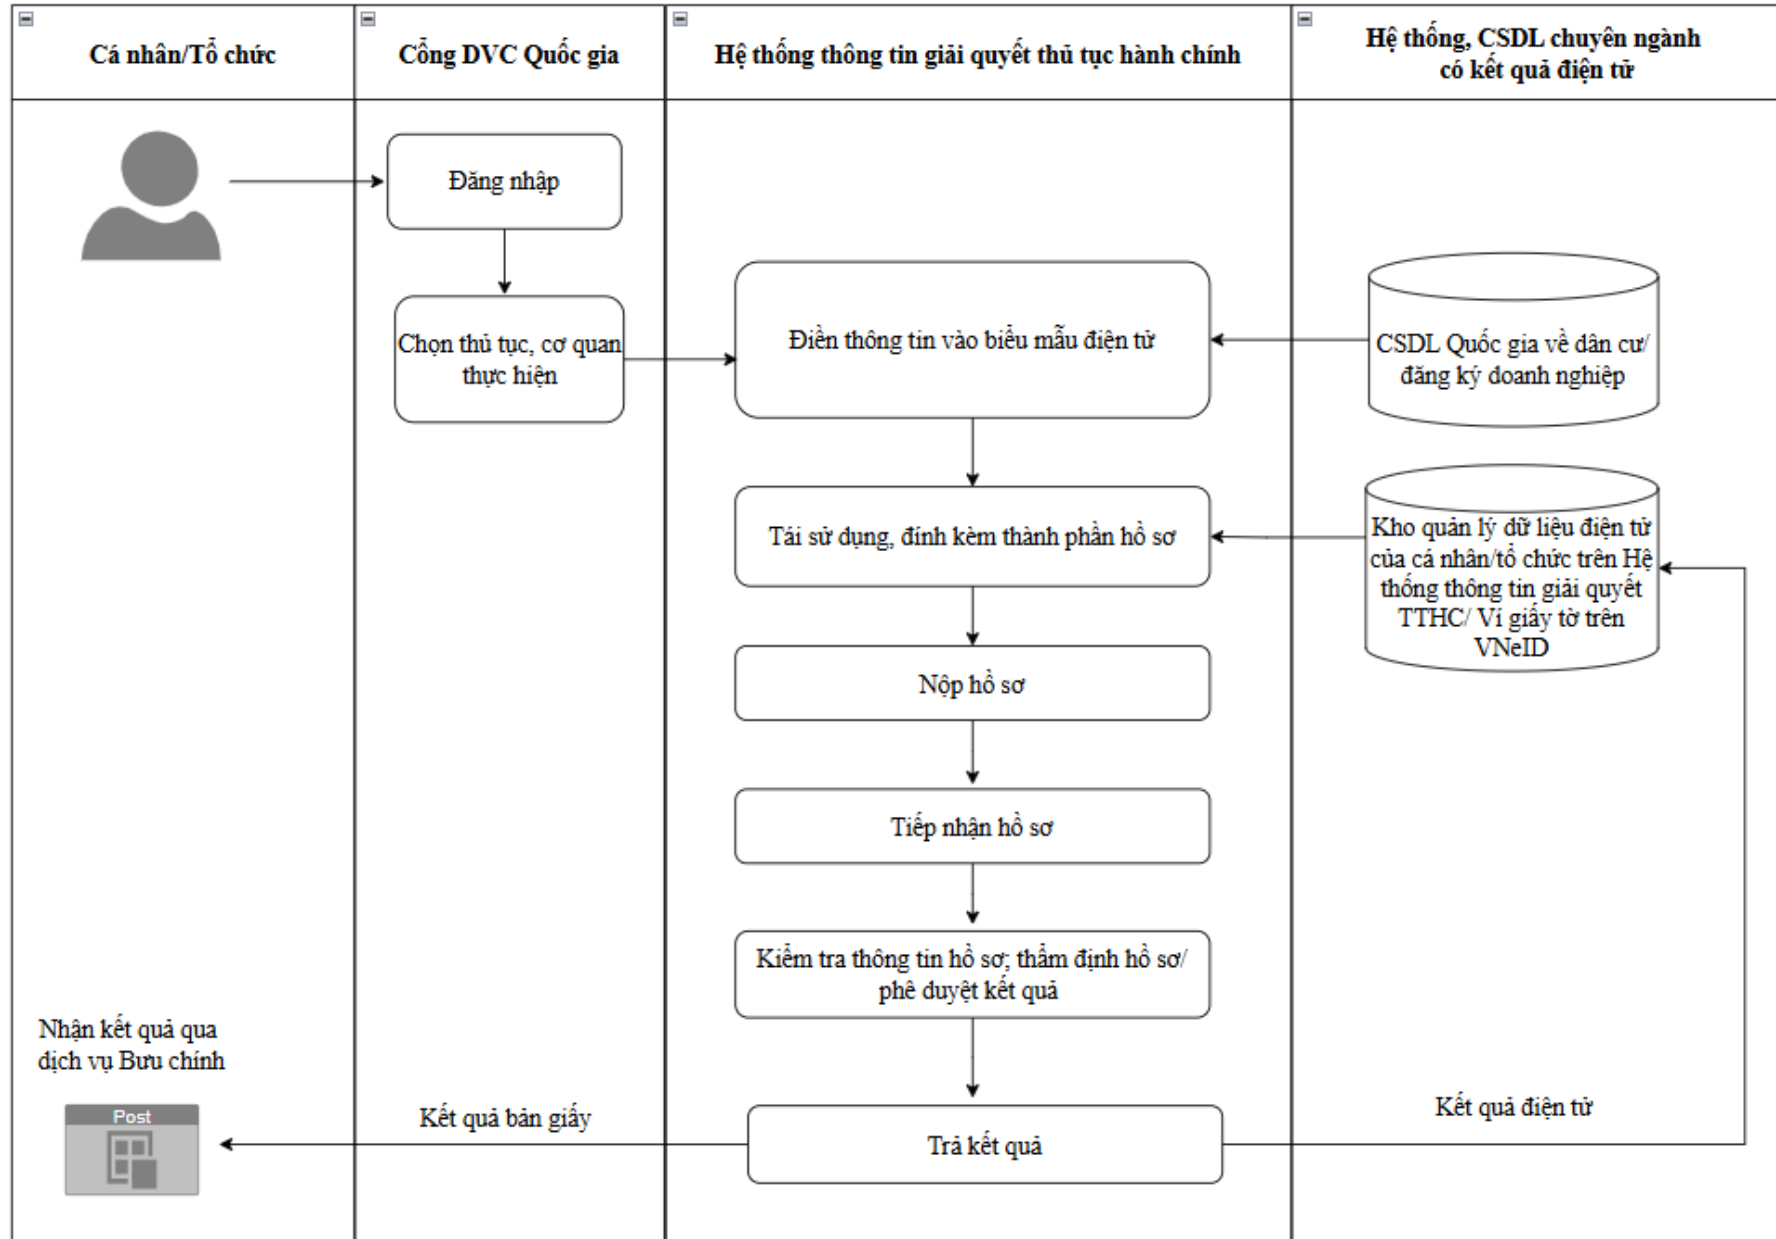 Cá nhân/Tổ chức
Cổng DVC Quốc gia
Hệ thống thông tin giải quyết thủ tục hành chính
Hệ thống, CSDL chuyên ngành
có kết quả điện tử
Đăng nhập
Chọn thủ tục, cơ quan
thực hiện
Điền thông tin vào biểu mẫu điện tử
CSDL Quốc gia về dân cư/
đăng ký doanh nghiệp
Tái sử dụng, đính kèm thành phần hồ sơ
Kho quản lý dữ liệu điện tử
của cá nhân/tổ chức trên Hệ
thống thông tin giải quyết
TTHC/ Ví giấy tờ trên
VNeID
Nộp hồ sơ
Tiếp nhận hồ sơ
Kiểm tra thông tin hồ sơ; thẩm định hồ sơ/
phê duyệt kết quả
Nhận kết quả qua
dịch vụ Bưu chính
Post
Kết quả bản giấy
Trả kết quả
Kết quả điện tử